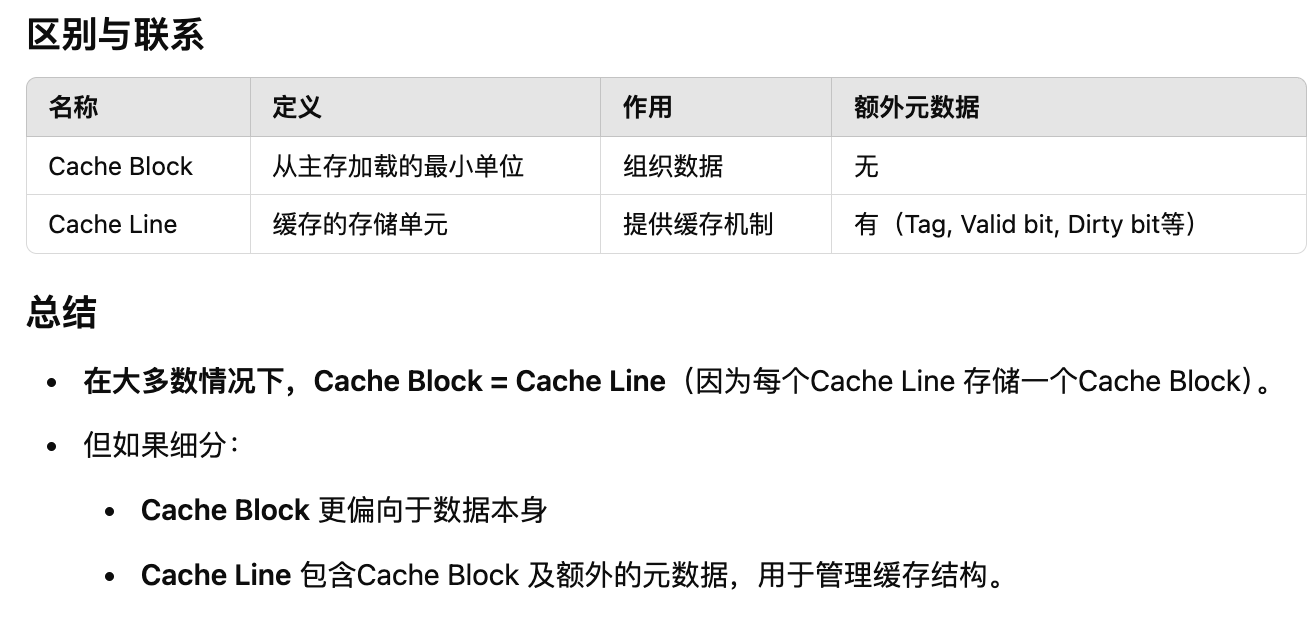 区别与联系
名称 定义 作用 额外元数据
Cache Block 从主存加载的最小单位 组织数据 无
Cache Line 缓存的存储单元 提供缓存机制 有（Tag, Valid bit, Dirty bit等）
总结
• 在大多数情况下，Cache Block = Cache Line（因为每个Cache Line 存储一个Cache Block）。
• 但如果细分：
• Cache Block 更偏向于数据本身
• Cache Line 包含Cache Block 及额外的元数据，用于管理缓存结构。